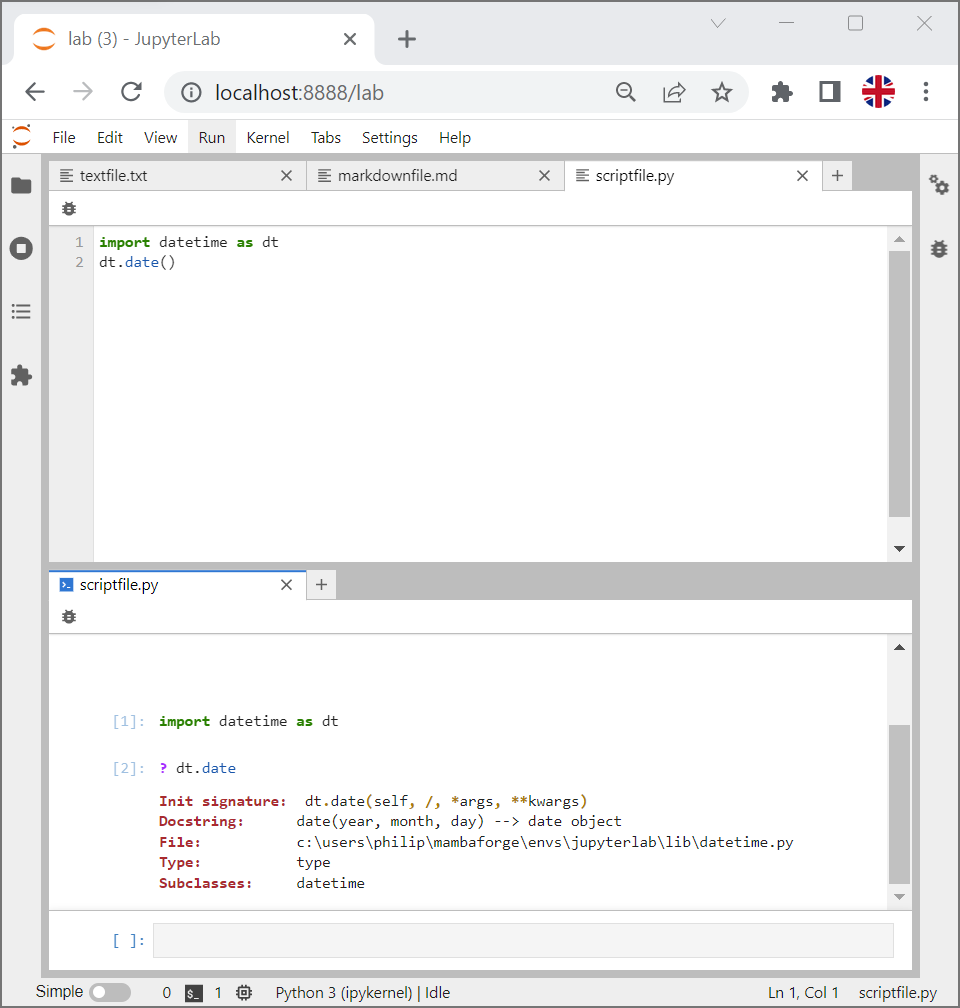 lab (3) - JupyterLab
localhost:8888/lab
File Edit View Run Kernel Tabs Settings Help
textfile.txt markdownfile.md scriptfile.py
1 import datetime as dt
2 dt.date()
scriptfile.py
[1]: import datetime as dt
[2]: ? dt.date
Init signature: dt.date(self, /, *args, **kwargs)
Docstring: date(year, month, day) --> date object
File: c:\users\philip\mambaforge\envs\jupyterlab\lib\datetime.py
Type: type
Subclasses: datetime
[ ]:
Simple 0 $_ 1 Python 3 (ipykernel) | Idle Ln 1, Col 1 scriptfile.py